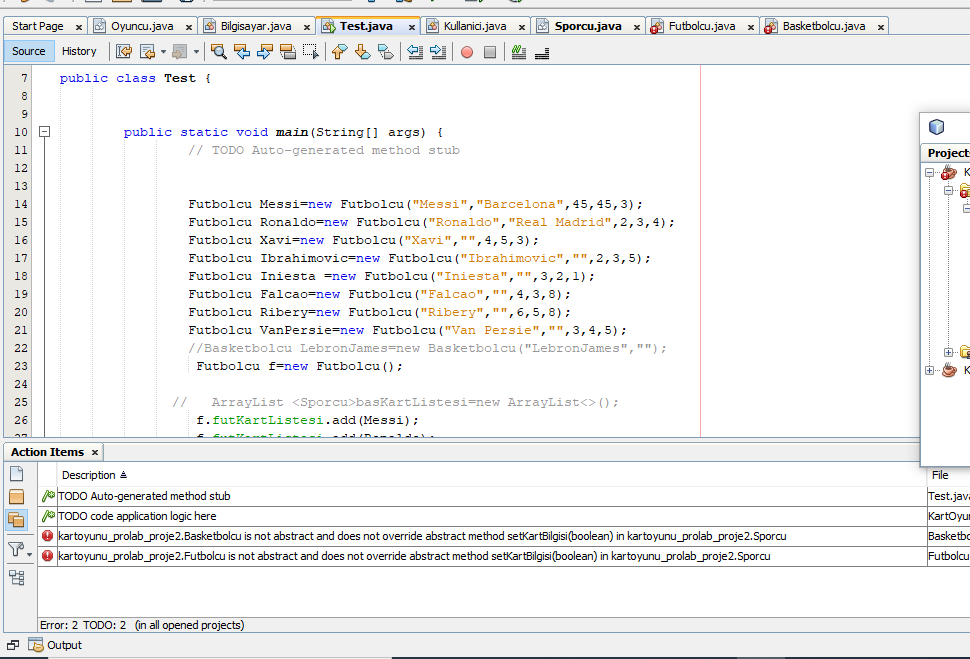 Start Page × Oyuncu.java × Bilgisayar.java × Test.java × Kullanici.java × Sporcu.java × Futbolcu.java × Basketbolcu.java ×
Source History
7 public class Test {
8
9
10 public static void main(String[] args) {
11 // TODO Auto-generated method stub
12
13
14 Futbolcu Messi=new Futbolcu("Messi","Barcelona",45,45,3);
15 Futbolcu Ronaldo=new Futbolcu("Ronaldo","Real Madrid",2,3,4);
16 Futbolcu Xavi=new Futbolcu("Xavi","",4,5,3);
17 Futbolcu Ibrahimovic=new Futbolcu("Ibrahimovic","",2,3,5);
18 Futbolcu Iniesta =new Futbolcu("Iniesta","",3,2,1);
19 Futbolcu Falcao=new Futbolcu("Falcao","",4,3,8);
20 Futbolcu Ribery=new Futbolcu("Ribery","",6,5,8);
21 Futbolcu VanPersie=new Futbolcu("Van Persie","",3,4,5);
22 //Basketbolcu LebronJames=new Basketbolcu("LebronJames","");
23 Futbolcu f=new Futbolcu();
24
25 // ArrayList <Sporcu>basKartListesi=new ArrayList<>();
26 f.futKartListesi.add(Messi);
27 f.futKartListesi.add(Ronaldo);
Project
K
K
Action Items ×
Description File
TODO Auto-generated method stub Test.java
TODO code application logic here KartOyun
kartoyunu_prolab_proje2.Basketbolcu is not abstract and does not override abstract method setKartBilgisi(boolean) in kartoyunu_prolab_proje2.Sporcu Basketbo
kartoyunu_prolab_proje2.Futbolcu is not abstract and does not override abstract method setKartBilgisi(boolean) in kartoyunu_prolab_proje2.Sporcu Futbolcu
Error: 2 TODO: 2 (in all opened projects)
Output